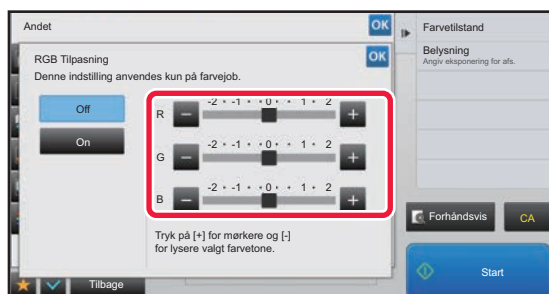 Andet
OK
RGB Tilpasning
OK
Denne indstilling anvendes kun på farvejob.
Off
On
R
-2 • -1 • • 0 • • 1 • 2
G
-2 • -1 • • 0 • • 1 • 2
B
-2 • -1 • • 0 • • 1 • 2
Tryk på [+] for mørkere og [-]
for lysere valgt farvetone.
Tilbage
Farvetilstand
Belysning
Angiv eksponering for afs.
Forhåndsvis
CA
Start